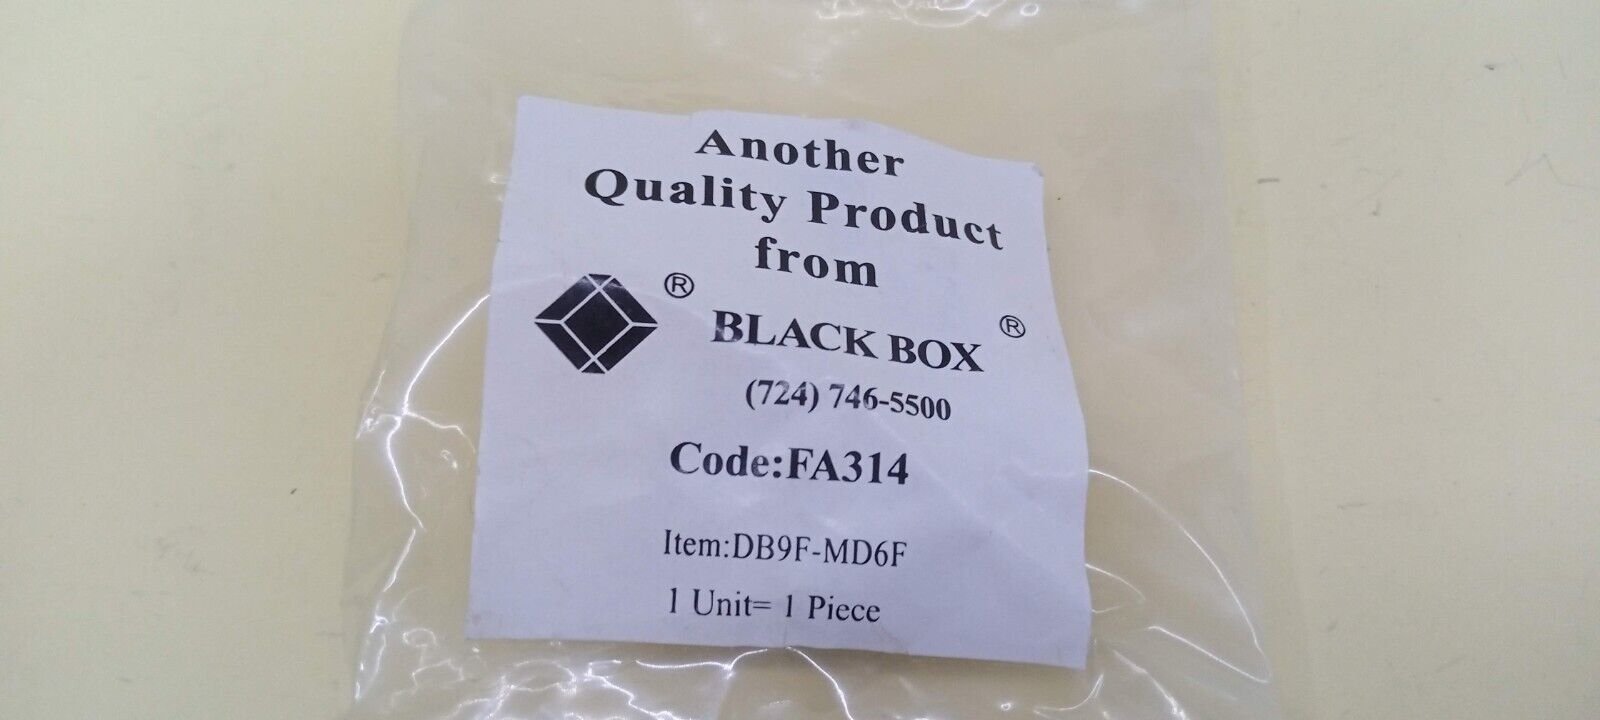 Another
Quality Product
from
® BLACK BOX ®
(724) 746-5500
Code:FA314
Item:DB9F-MD6F
1 Unit= 1 Piece